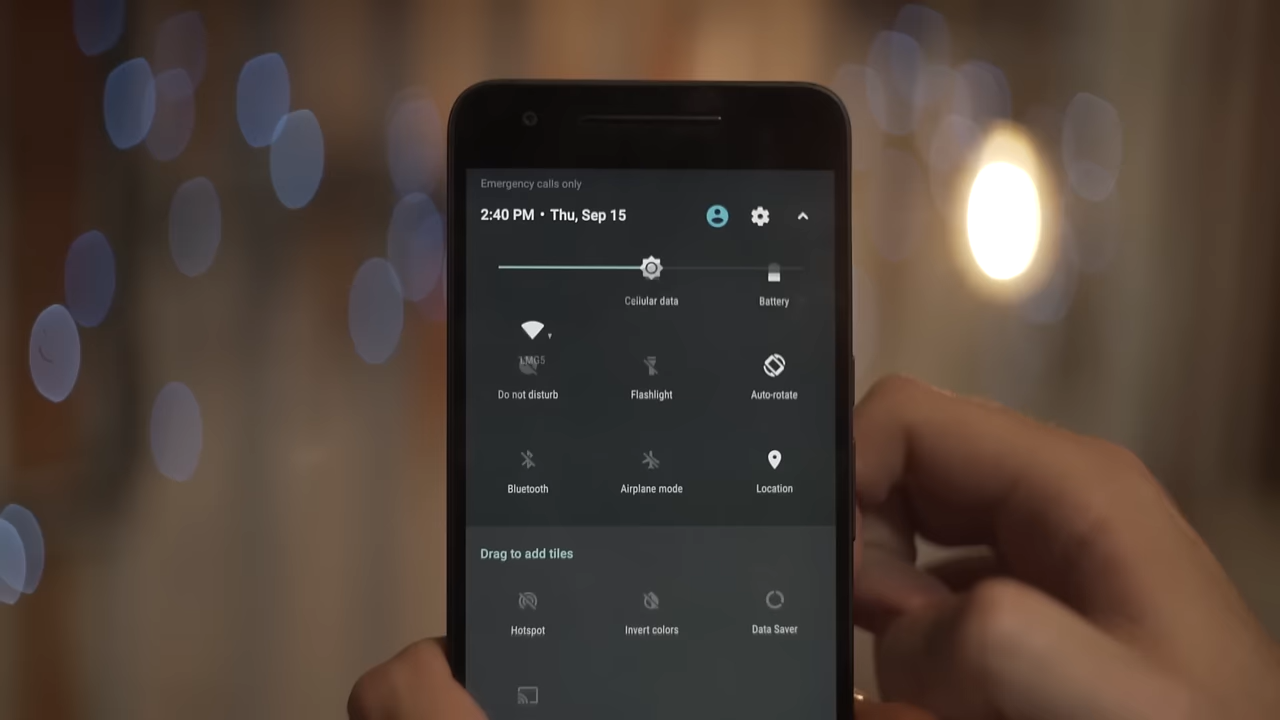 Emergency calls only
2:40 PM • Thu, Sep 15
Cellular data Battery
LMG5
Do not disturb Flashlight Auto-rotate
Bluetooth Airplane mode Location
Drag to add tiles
Hotspot Invert colors Data Saver